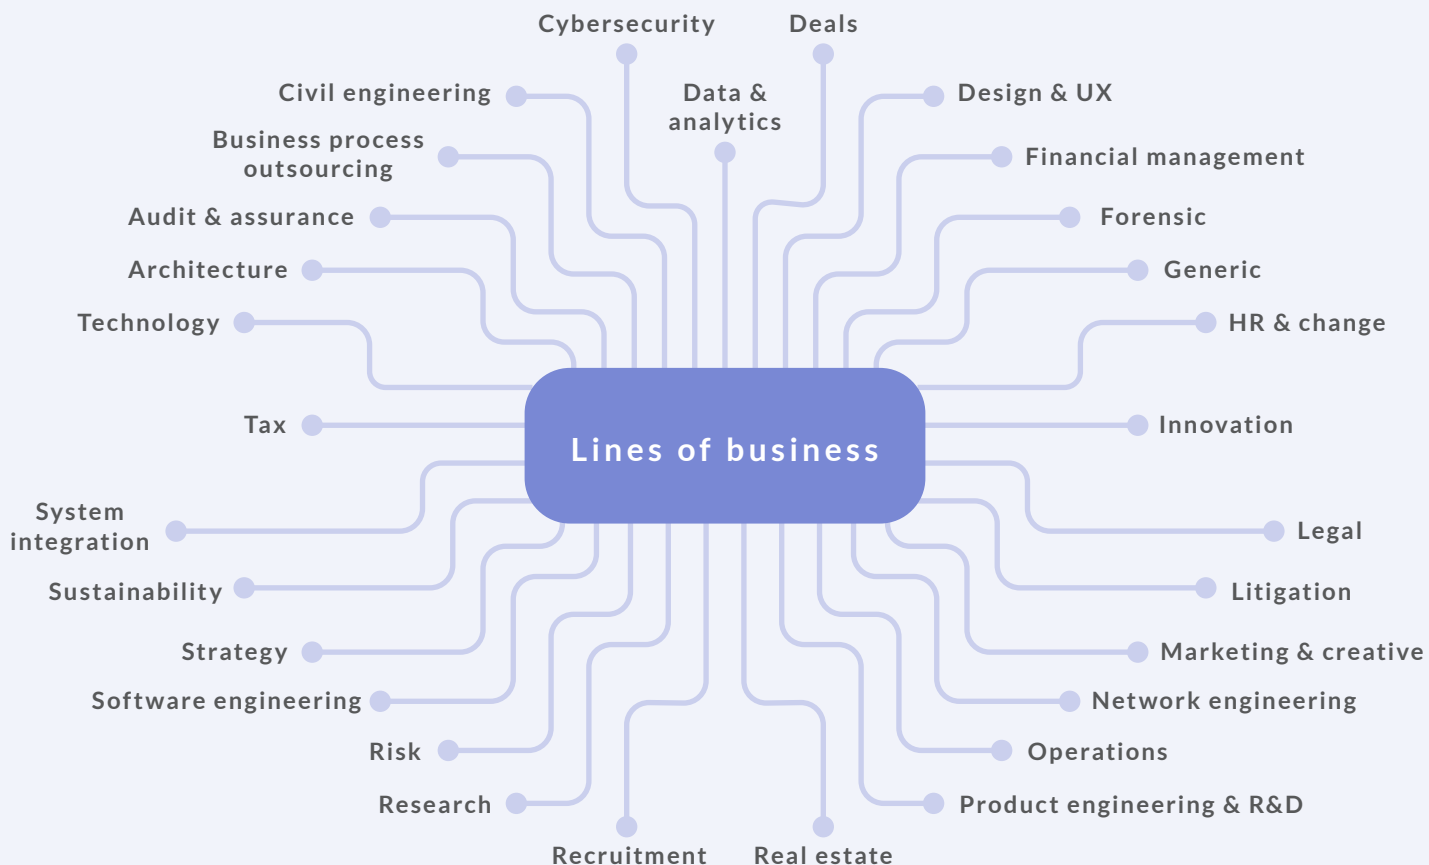 Cybersecurity
Deals
Civil engineering
Data &
analytics
Design & UX
Business process
outsourcing
Financial management
Audit & assurance
Forensic
Architecture
Generic
Technology
HR & change
Tax
Innovation
Lines of business
System
integration
Legal
Sustainability
Litigation
Strategy
Marketing & creative
Software engineering
Network engineering
Risk
Operations
Research
Product engineering & R&D
Recruitment
Real estate